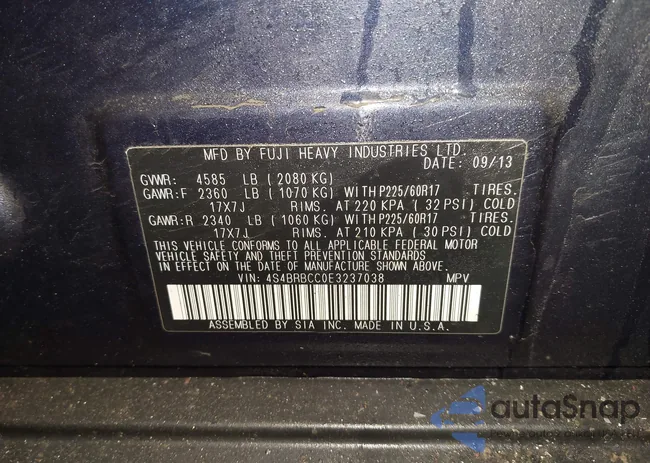 MFD BY FUJI HEAVY INDUSTRIES LTD.
DATE: 09/13
GVWR: 4585 LB (2080 KG)
GAWR:F 2360 LB (1070 KG) WITH P225/60R17 TIRES.
17X7J RIMS. AT 220 KPA (32 PSI) COLD
GAWR:R 2340 LB (1060 KG) WITH P225/60R17 TIRES.
17X7J RIMS. AT 210 KPA (30 PSI) COLD
THIS VEHICLE CONFORMS TO ALL APPLICABLE FEDERAL MOTOR
VEHICLE SAFETY AND THEFT PREVENTION STANDARDS
IN EFFECT ON THE DATE OF MANUFACTURE SHOWN ABOVE.
VIN: 4S4BRBCC0E3237038 MPV
ASSEMBLED BY SIA INC. MADE IN U.S.A.
autaSnap